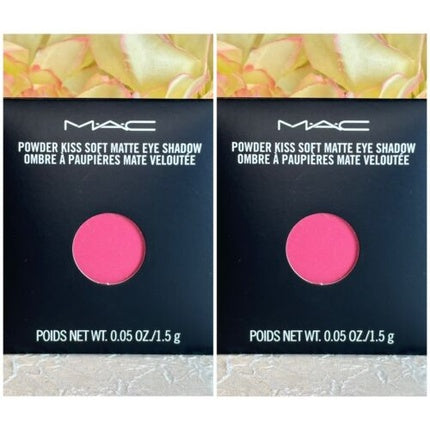 MAC
POWDER KISS SOFT MATTE EYE SHADOW
OMBRE À PAUPIÈRES MATE VELOUTÉE
POIDS NET WT. 0.05 OZ./1.5 g
MAC
POWDER KISS SOFT MATTE EYE SHADOW
OMBRE À PAUPIÈRES MATE VELOUTÉE
POIDS NET WT. 0.05 OZ./1.5 g